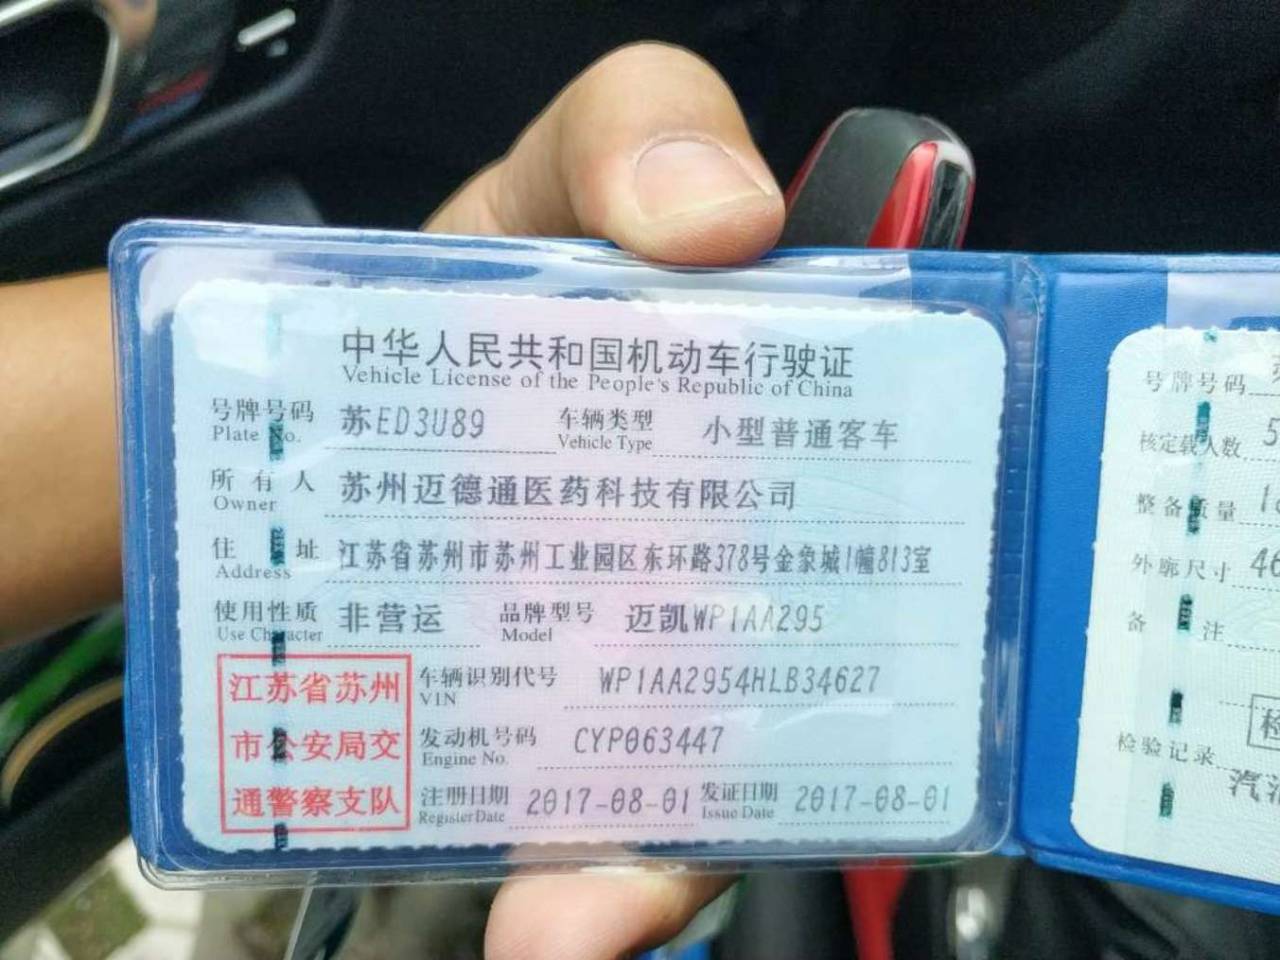 中华人民共和国机动车行驶证
Vehicle License of the People's Republic of China
号牌号码 苏ED3U89 车辆类型 小型普通客车
Plate No. Vehicle Type
所有人 苏州迈德通医药科技有限公司
Owner
住址 江苏省苏州市苏州工业园区东环路378号金象城1幢813室
Address
使用性质 非营运 品牌型号 迈凯WP1AA295
Use Character Model
江苏省苏州
市公安局交
通警察支队
车辆识别代号 WP1AA2954HLB34627
VIN
发动机号码 CYP063447
Engine No.
注册日期 2017-08-01 发证日期 2017-08-01
Register Date Issue Date
号牌号码
核定载人数 5
整备质量
外廓尺寸 46
备注
检验记录